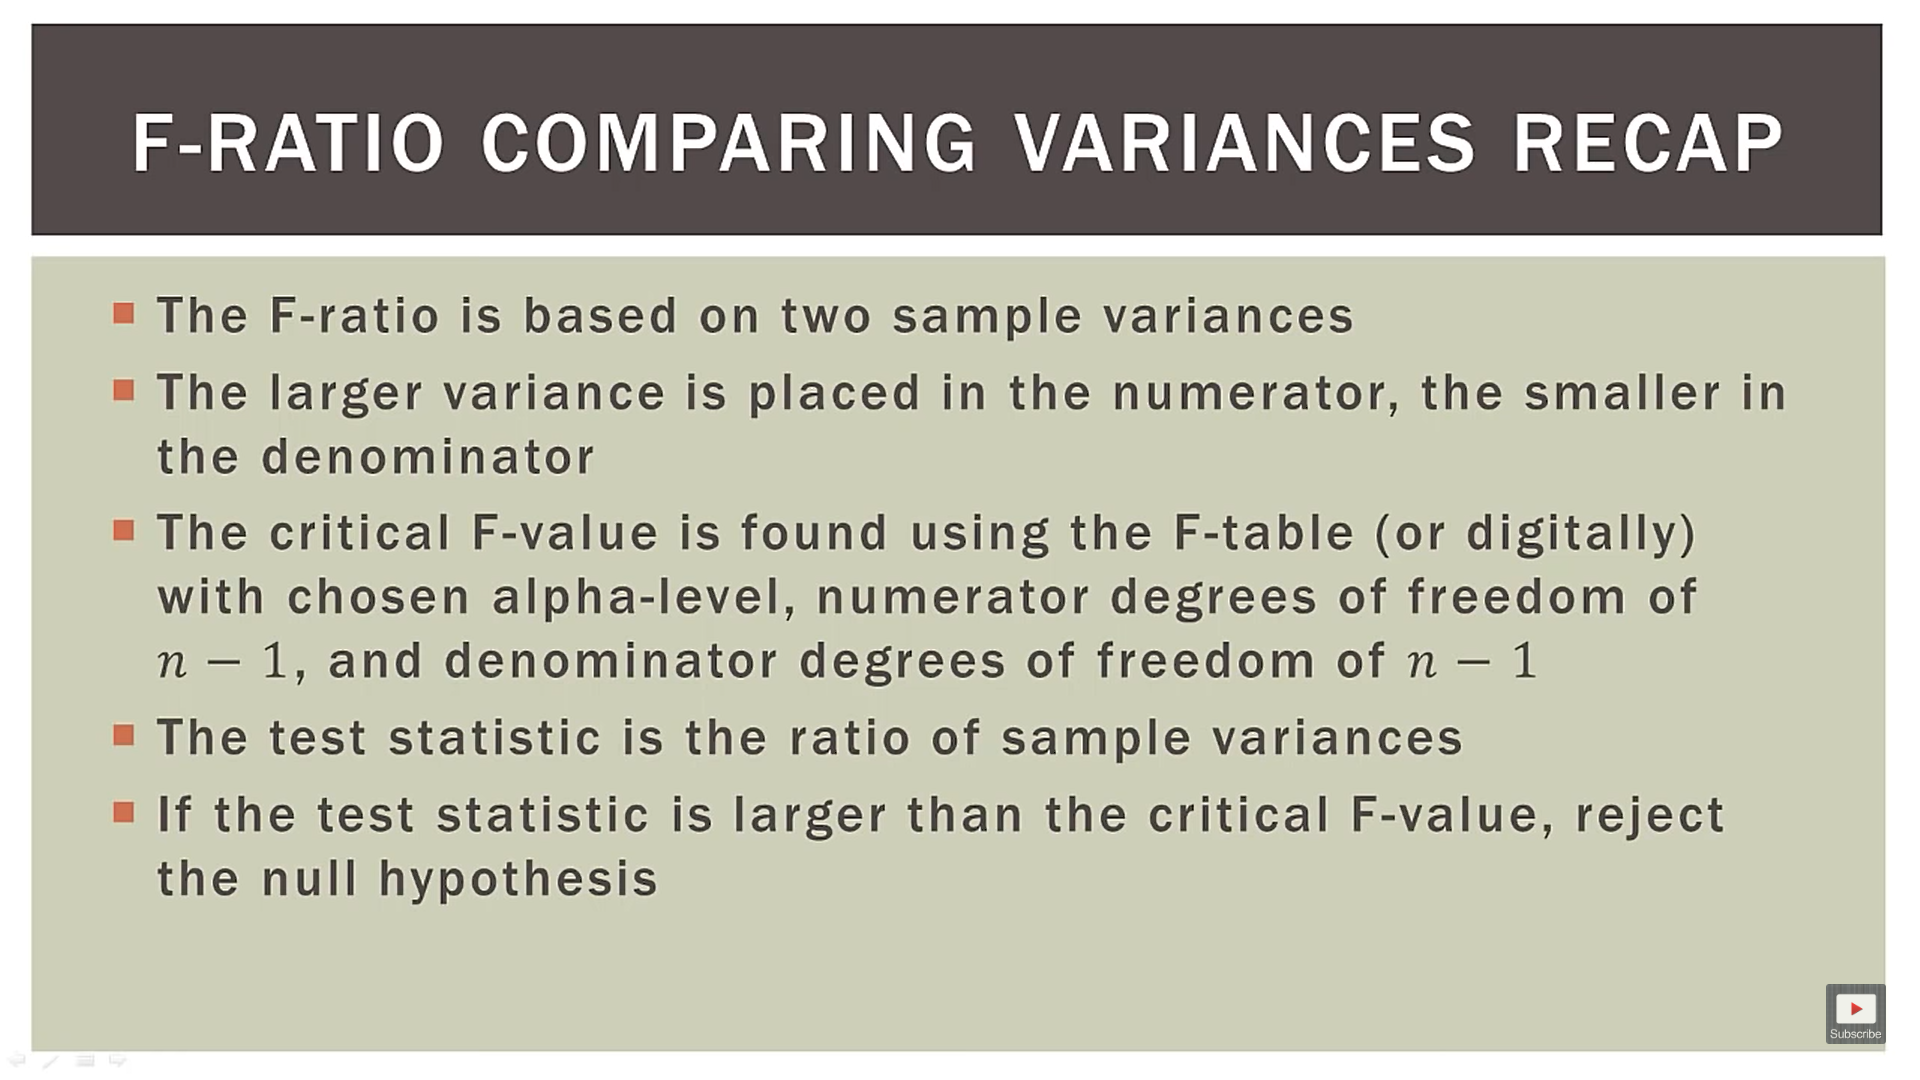 F-RATIO COMPARING VARIANCES RECAP
The F-ratio is based on two sample variances
The larger variance is placed in the numerator, the smaller in
the denominator
The critical F-value is found using the F-table (or digitally)
with chosen alpha-level, numerator degrees of freedom of
n − 1, and denominator degrees of freedom of n − 1
The test statistic is the ratio of sample variances
If the test statistic is larger than the critical F-value, reject
the null hypothesis
Subscribe